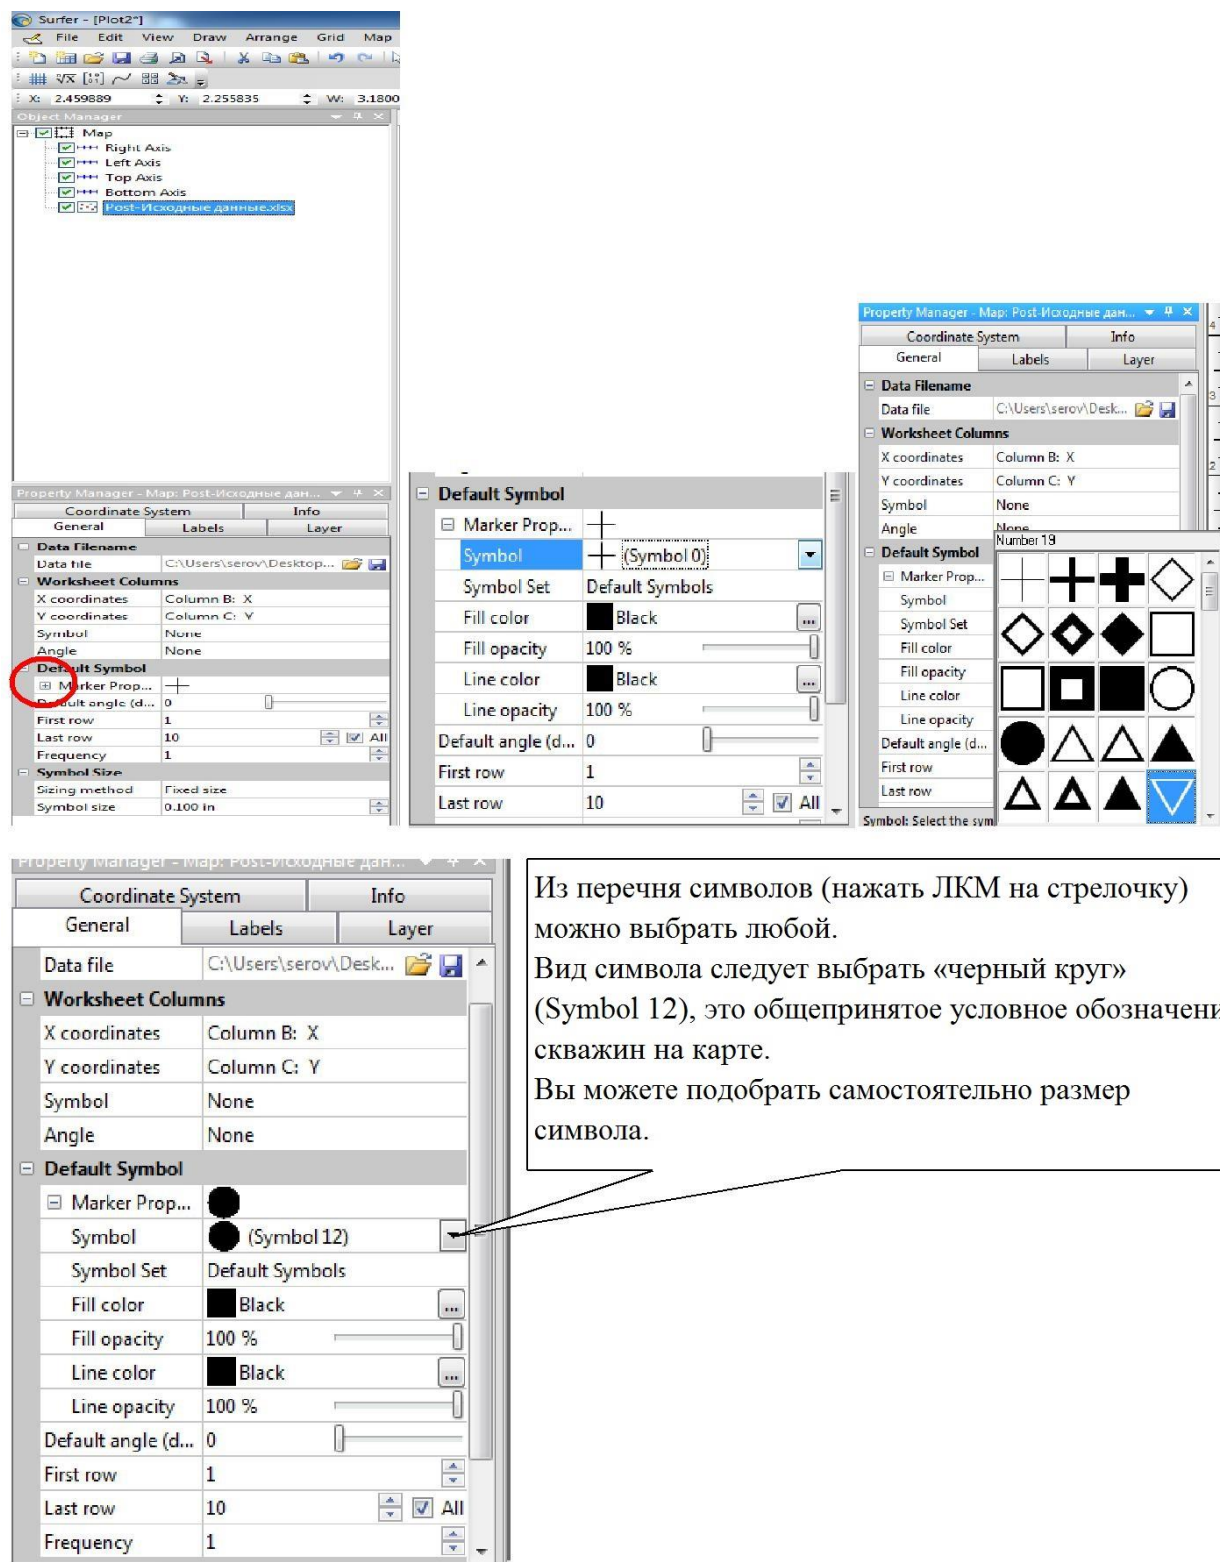 Surfer - [Plot2*]
File Edit View Draw Arrange Grid Map
X: 2.459889 Y: 2.255835 W: 3.1800
Object Manager
Map
Right Axis
Left Axis
Top Axis
Bottom Axis
Post-Исходные данные.xlsx
Property Manager - Map: Post-Исходные дан...
Coordinate System Info
General Labels Layer
Data Filename
Data file C:\Users\serov\Desktop...
Worksheet Columns
X coordinates Column B: X
Y coordinates Column C: Y
Symbol None
Angle None
Default Symbol
Marker Prop...
Default angle (d... 0
First row 1
Last row 10 All
Frequency 1
Symbol Size
Sizing method Fixed size
Symbol size 0.100 in
Default Symbol
Marker Prop...
Symbol (Symbol 0)
Symbol Set Default Symbols
Fill color Black ...
Fill opacity 100 %
Line color Black ...
Line opacity 100 %
Default angle (d... 0
First row 1
Last row 10 All
Property Manager - Map: Post-Исходные дан...
Coordinate System Info
General Labels Layer
Data Filename
Data file C:\Users\serov\Desk...
Worksheet Columns
X coordinates Column B: X
Y coordinates Column C: Y
Symbol None
Angle None
Number 19
Default Symbol
Marker Prop...
Symbol
Symbol Set
Fill color
Fill opacity
Line color
Line opacity
Default angle (d...
First row
Last row
Symbol: Select the sym
4
3
2
Property Manager - Map: Post-Исходные дан...
Coordinate System Info
General Labels Layer
Data file C:\Users\serov\Desk...
Worksheet Columns
X coordinates Column B: X
Y coordinates Column C: Y
Symbol None
Angle None
Default Symbol
Marker Prop...
Symbol (Symbol 12)
Symbol Set Default Symbols
Fill color Black ...
Fill opacity 100 %
Line color Black ...
Line opacity 100 %
Default angle (d... 0
First row 1
Last row 10 All
Frequency 1
Из перечня символов (нажать ЛКМ на стрелочку)
можно выбрать любой.
Вид символа следует выбрать «черный круг»
(Symbol 12), это общепринятое условное обозначени
скважин на карте.
Вы можете подобрать самостоятельно размер
символа.